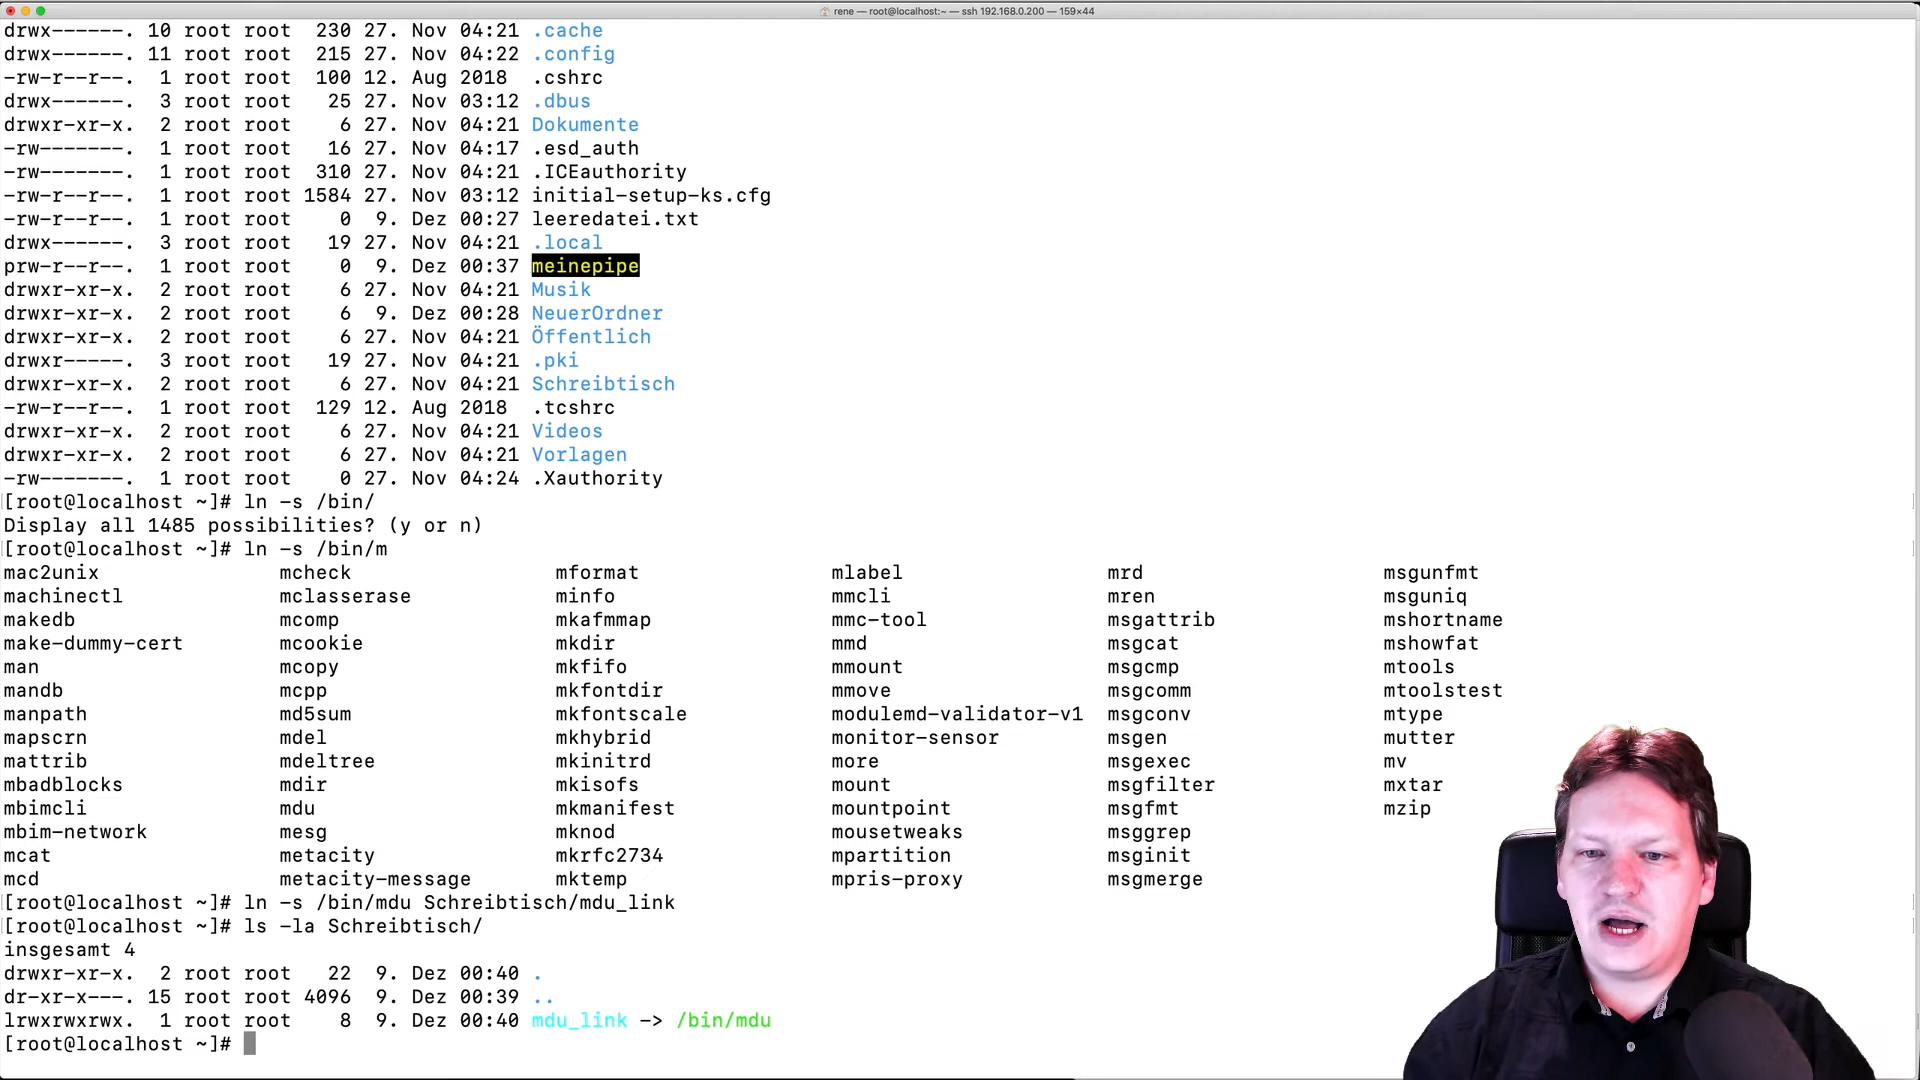 rene — root@localhost:~ — ssh 192.168.0.200 — 159×44
drwx------. 10 root root  230 27. Nov 04:21 .cache
drwx------. 11 root root  215 27. Nov 04:22 .config
-rw-r--r--.  1 root root  100 12. Aug 2018  .cshrc
drwx------.  3 root root   25 27. Nov 03:12 .dbus
drwxr-xr-x.  2 root root    6 27. Nov 04:21 Dokumente
-rw-------.  1 root root   16 27. Nov 04:17 .esd_auth
-rw-------.  1 root root  310 27. Nov 04:21 .ICEauthority
-rw-r--r--.  1 root root 1584 27. Nov 03:12 initial-setup-ks.cfg
-rw-r--r--.  1 root root    0  9. Dez 00:27 leeredatei.txt
drwx------.  3 root root   19 27. Nov 04:21 .local
prw-r--r--.  1 root root    0  9. Dez 00:37 meinepipe
drwxr-xr-x.  2 root root    6 27. Nov 04:21 Musik
drwxr-xr-x.  2 root root    6  9. Dez 00:28 NeuerOrdner
drwxr-xr-x.  2 root root    6 27. Nov 04:21 Öffentlich
drwxr-----.  3 root root   19 27. Nov 04:21 .pki
drwxr-xr-x.  2 root root    6 27. Nov 04:21 Schreibtisch
-rw-r--r--.  1 root root  129 12. Aug 2018  .tcshrc
drwxr-xr-x.  2 root root    6 27. Nov 04:21 Videos
drwxr-xr-x.  2 root root    6 27. Nov 04:21 Vorlagen
-rw-------.  1 root root    0 27. Nov 04:24 .Xauthority
[root@localhost ~]# ln -s /bin/
Display all 1485 possibilities? (y or n)
[root@localhost ~]# ln -s /bin/m
mac2unix mcheck mformat mlabel mrd msgunfmt
machinectl mclasserase minfo mmcli mren msguniq
makedb mcomp mkafmmap mmc-tool msgattrib mshortname
make-dummy-cert mcookie mkdir mmd msgcat mshowfat
man mcopy mkfifo mmount msgcmp mtools
mandb mcpp mkfontdir mmove msgcomm mtoolstest
manpath md5sum mkfontscale modulemd-validator-v1 msgconv mtype
mapscrn mdel mkhybrid monitor-sensor msgen mutter
mattrib mdeltree mkinitrd more msgexec mv
mbadblocks mdir mkisofs mount msgfilter mxtar
mbimcli mdu mkmanifest mountpoint msgfmt mzip
mbim-network mesg mknod mousetweaks msggrep
mcat metacity mkrfc2734 mpartition msginit
mcd metacity-message mktemp mpris-proxy msgmerge
[root@localhost ~]# ln -s /bin/mdu Schreibtisch/mdu_link
[root@localhost ~]# ls -la Schreibtisch/
insgesamt 4
drwxr-xr-x.  2 root root   22  9. Dez 00:40 .
dr-xr-x---. 15 root root 4096  9. Dez 00:39 ..
lrwxrwxrwx.  1 root root    8  9. Dez 00:40 mdu_link -> /bin/mdu
[root@localhost ~]#